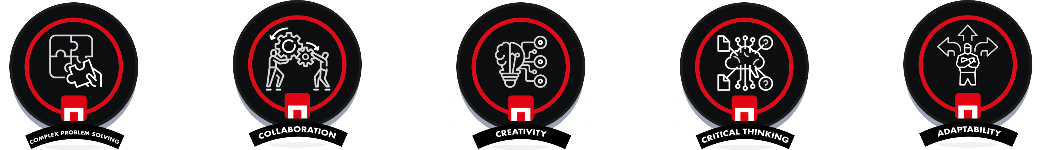 COMPLEX PROBLEM SOLVING
COLLABORATION
CREATIVITY
CRITICAL THINKING
ADAPTABILITY